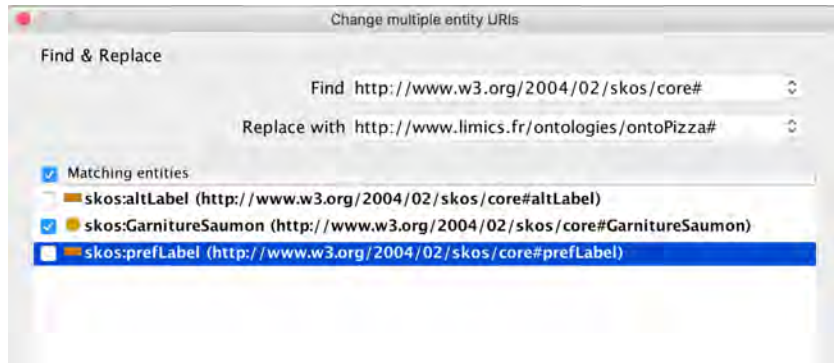 Change multiple entity URIs
Find & Replace
Find http://www.w3.org/2004/02/skos/core#
Replace with http://www.limics.fr/ontologies/ontoPizza#
Matching entities
skos:altLabel (http://www.w3.org/2004/02/skos/core#altLabel)
skos:GarnitureSaumon (http://www.w3.org/2004/02/skos/core#GarnitureSaumon)
skos:prefLabel (http://www.w3.org/2004/02/skos/core#prefLabel)